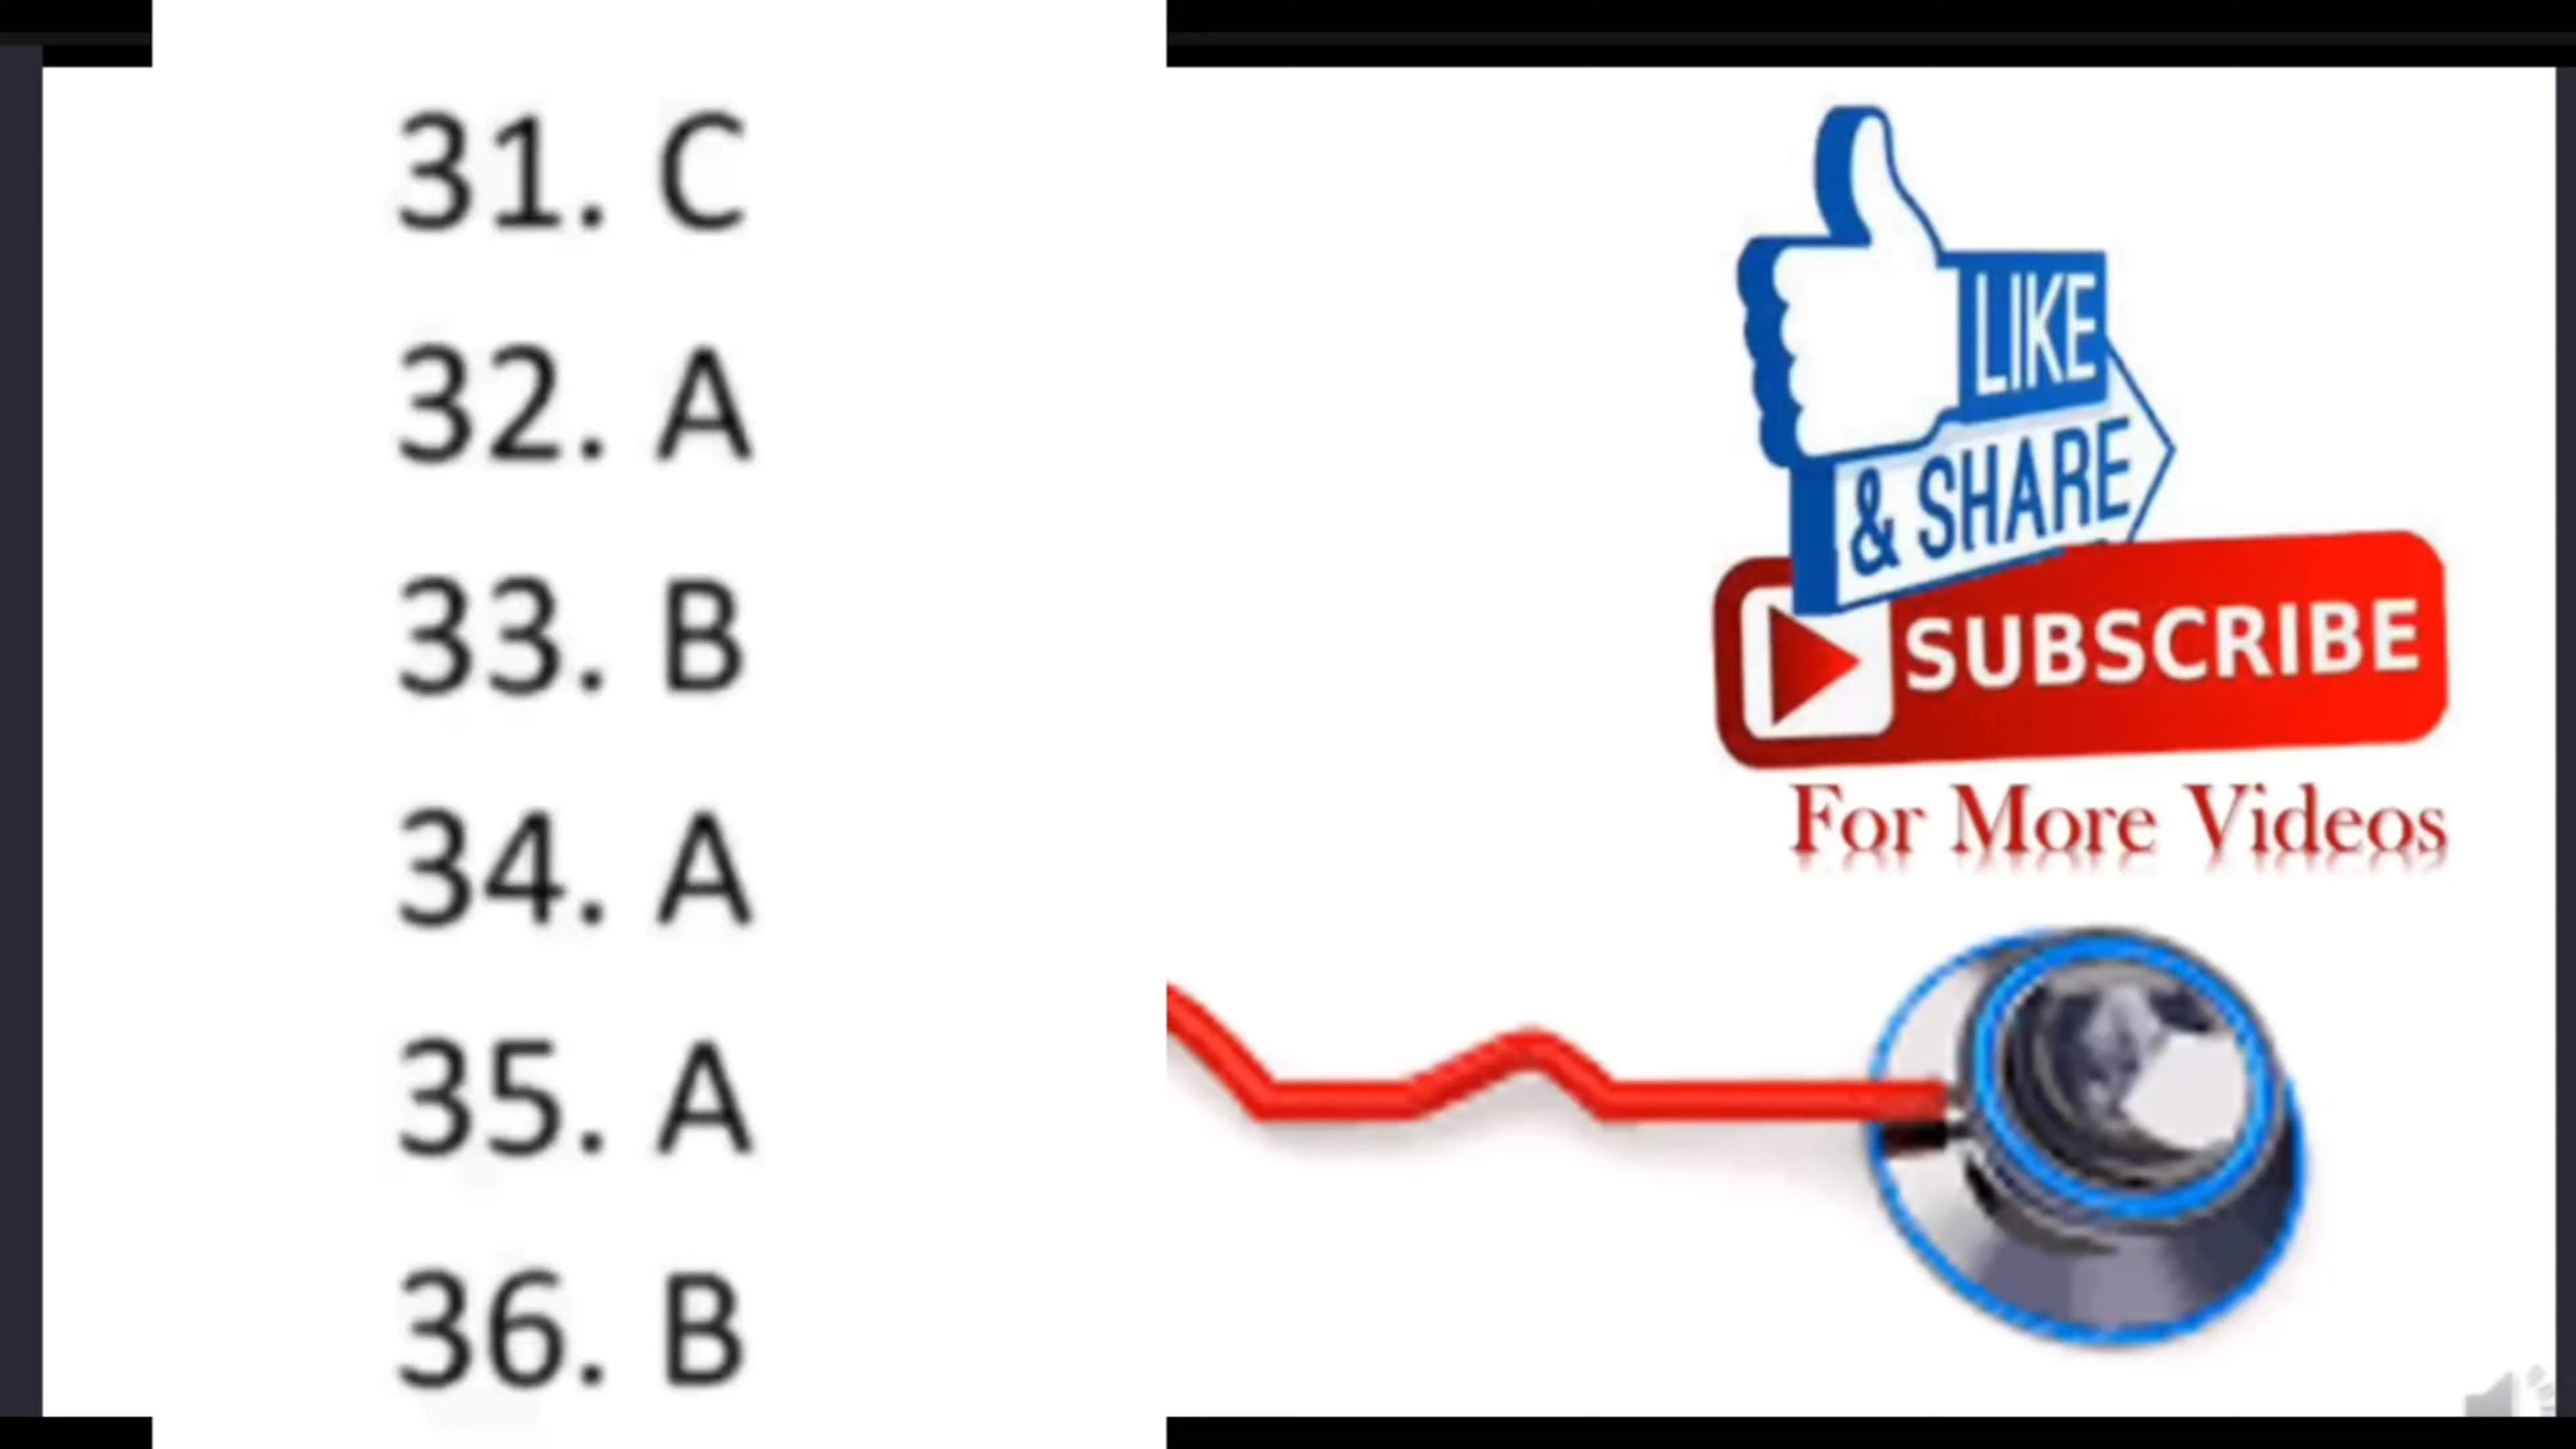 31. C
32. A
33. B
34. A
35. A
36. B
LIKE
& SHARE
SUBSCRIBE
For More Videos